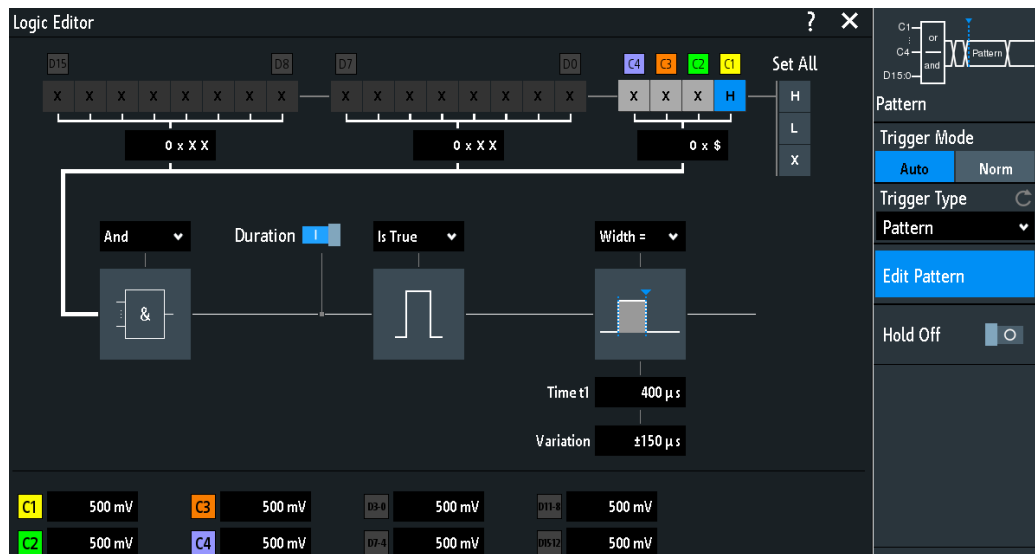 Logic Editor ? ×
D15 D8 D7 D0 C4 C3 C2 C1 Set All
X X X X X X X X X X X X X X X X X X X H H
L
0 x X X 0 x X X 0 x $ X
And Duration I Is True Width =
&
Time t1 400 µs
Variation ±150 µs
C1 500 mV C3 500 mV D3-0 500 mV D11-8 500 mV
C2 500 mV C4 500 mV D7-4 500 mV D15-12 500 mV
C1
or
C4 Pattern
and
D15:0
Pattern
Trigger Mode
Auto Norm
Trigger Type
Pattern
Edit Pattern
Hold Off O